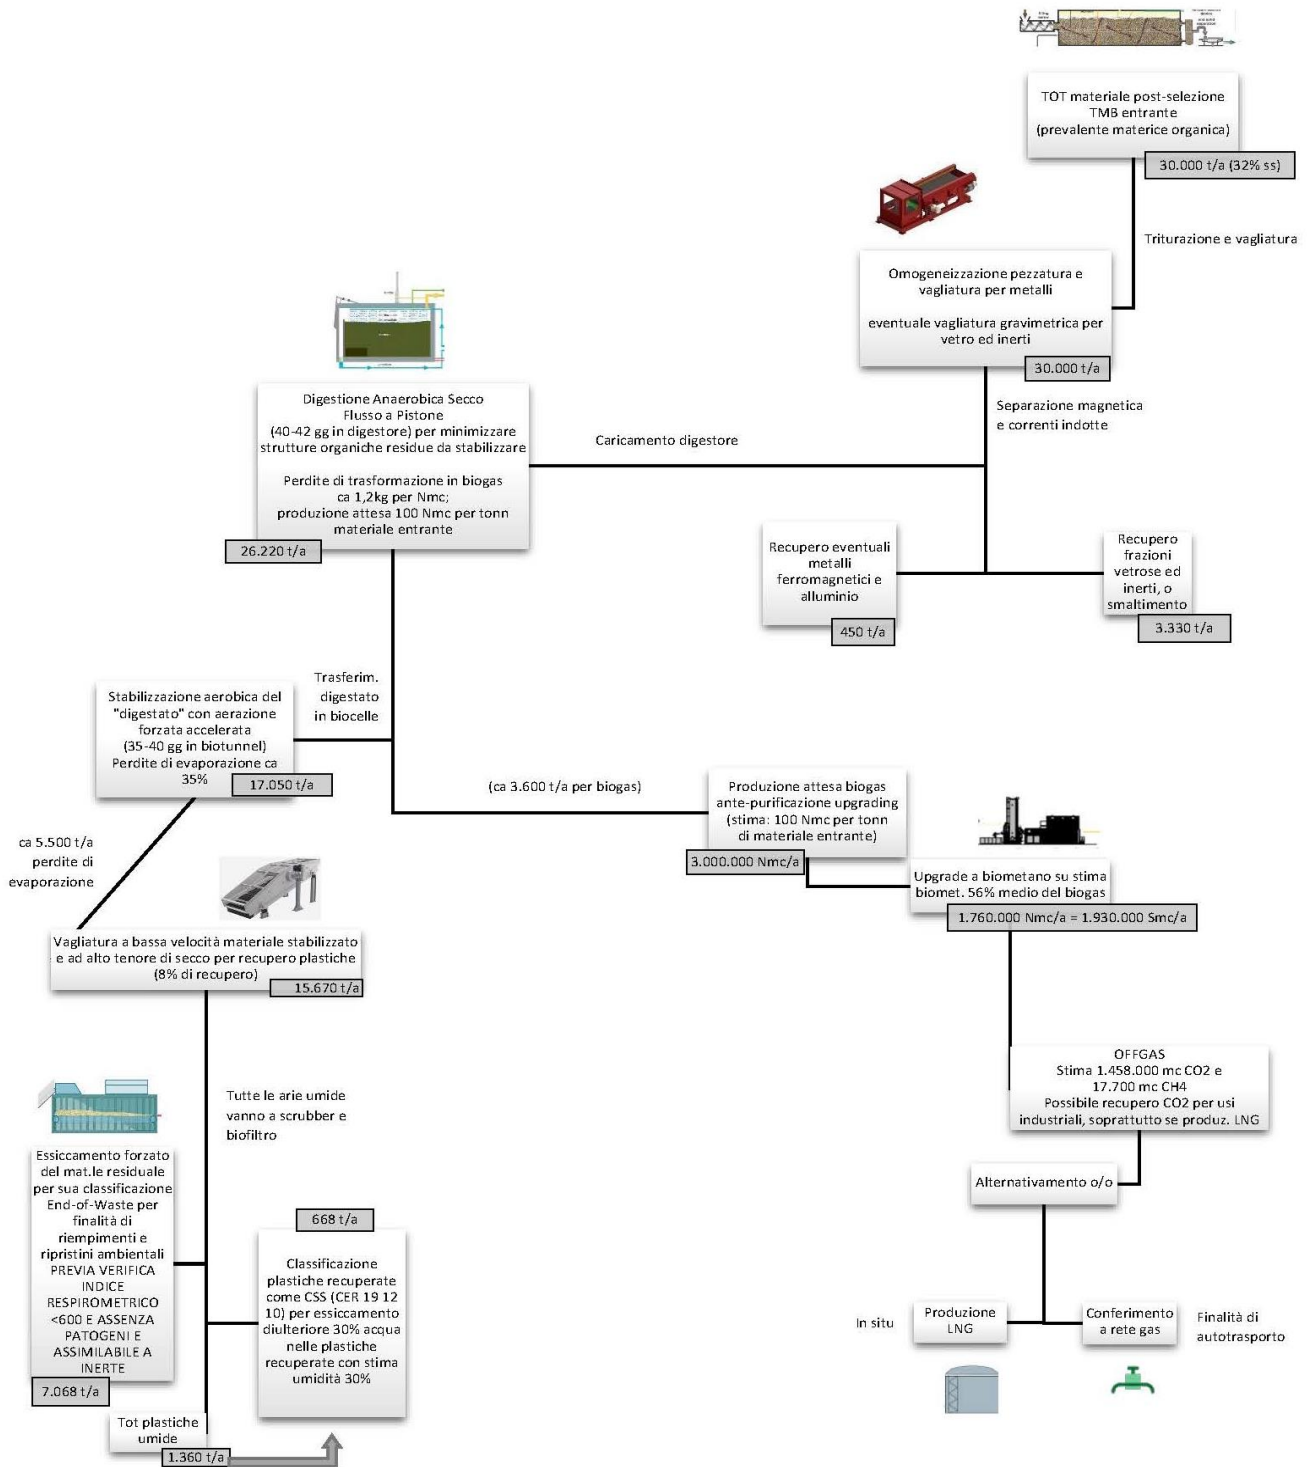 TOT materiale post-selezione
TMB entrante
(prevalente materice organica)
30.000 t/a (32% ss)
Triturazione e vagliatura
Omogeneizzazione pezzatura e
vagliatura per metalli
eventuale vagliatura gravimetrica per
vetro ed inerti
30.000 t/a
Separazione magnetica
e correnti indotte
Digestione Anaerobica Secco
Flusso a Pistone
(40-42 gg in digestore) per minimizzare
strutture organiche residue da stabilizzare
Perdite di trasformazione in biogas
ca 1,2kg per Nmc;
produzione attesa 100 Nmc per tonn
materiale entrante
26.220 t/a
Caricamento digestore
Recupero eventuali
metalli
ferromagnetici e
alluminio
450 t/a
Recupero
frazioni
vetrose ed
inerti, o
smaltimento
3.330 t/a
Trasferim.
digestato
in biocelle
Stabilizzazione aerobica del
"digestato" con aerazione
forzata accelerata
(35-40 gg in biotunnel)
Perdite di evaporazione ca
35%
17.050 t/a
(ca 3.600 t/a per biogas)
Produzione attesa biogas
ante-purificazione upgrading
(stima: 100 Nmc per tonn
di materiale entrante)
3.000.000 Nmc/a
Upgrade a biometano su stima
biomet. 56% medio del biogas
1.760.000 Nmc/a = 1.930.000 Smc/a
ca 5.500 t/a
perdite di
evaporazione
Vagliatura a bassa velocità materiale stabilizzato
e ad alto tenore di secco per recupero plastiche
(8% di recupero)
15.670 t/a
OFFGAS
Stima 1.458.000 mc CO2 e
17.700 mc CH4
Possibile recupero CO2 per usi
industriali, soprattutto se produz. LNG
Tutte le arie umide
vanno a scrubber e
biofiltro
Essiccamento forzato
del mat.le residuale
per sua classificazione
End-of-Waste per
finalità di
riempimenti e
ripristini ambientali
PREVIA VERIFICA
INDICE
RESPIROMETRICO
<600 E ASSENZA
PATOGENI E
ASSIMILABILE A
INERTE
7.068 t/a
668 t/a
Classificazione
plastiche recuperate
come CSS (CER 19 12
10) per essiccamento
diulteriore 30% acqua
nelle plastiche
recuperate con stima
umidità 30%
Alternativamento o/o
In situ
Produzione
LNG
Conferimento
a rete gas
Finalità di
autotrasporto
Tot plastiche
umide
1.360 t/a